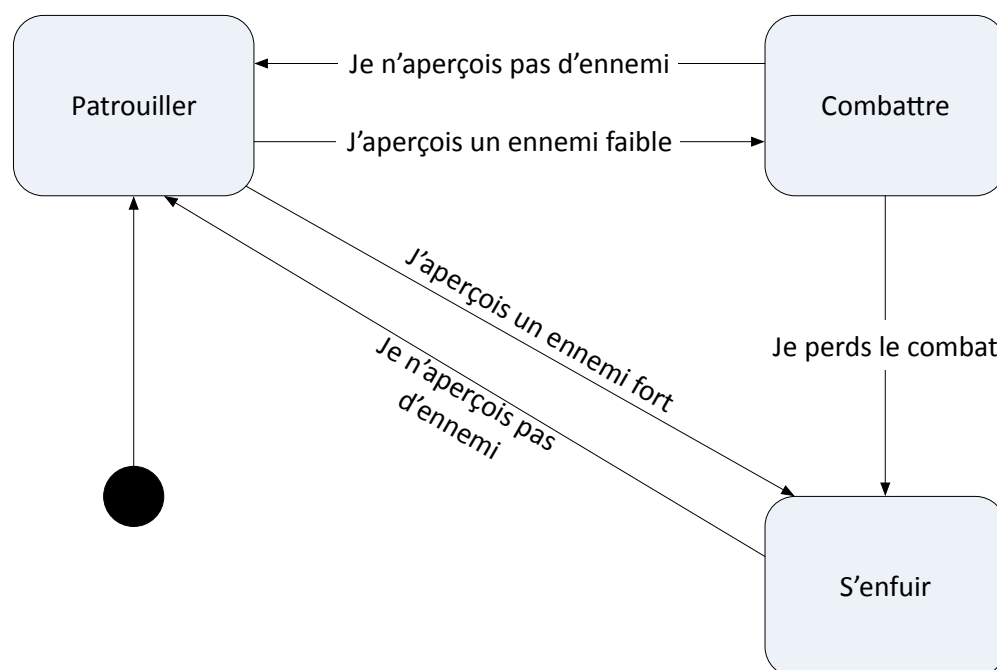 Je n'aperçois pas d'ennemi
Patrouiller
Combattre
J'aperçois un ennemi faible
J'aperçois un ennemi fort
Je n'aperçois pas
d'ennemi
Je perds le combat
S'enfuir